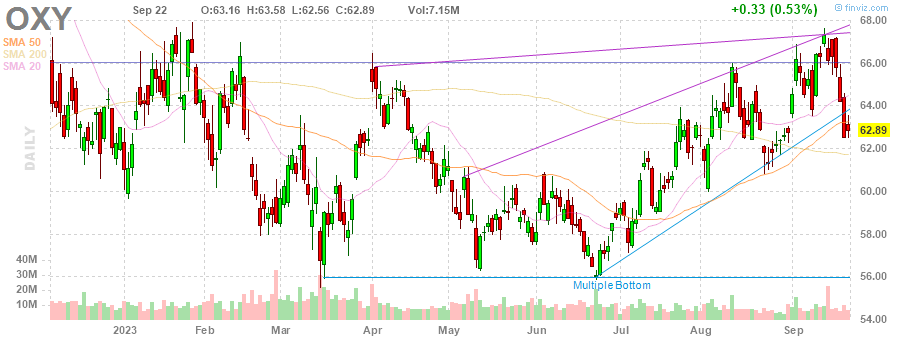 OXY
Sep 22 O:63.16 H:63.58 L:62.56 C:62.89 Vol:7.15M +0.33 (0.53%)
© finviz.com
SMA 50
SMA 200
SMA 20
DAILY
68.00
66.00
64.00
62.89
62.00
60.00
58.00
56.00
54.00
40M
30M
20M
10M
Multiple Bottom
2023 Feb Mar Apr May Jun Jul Aug Sep